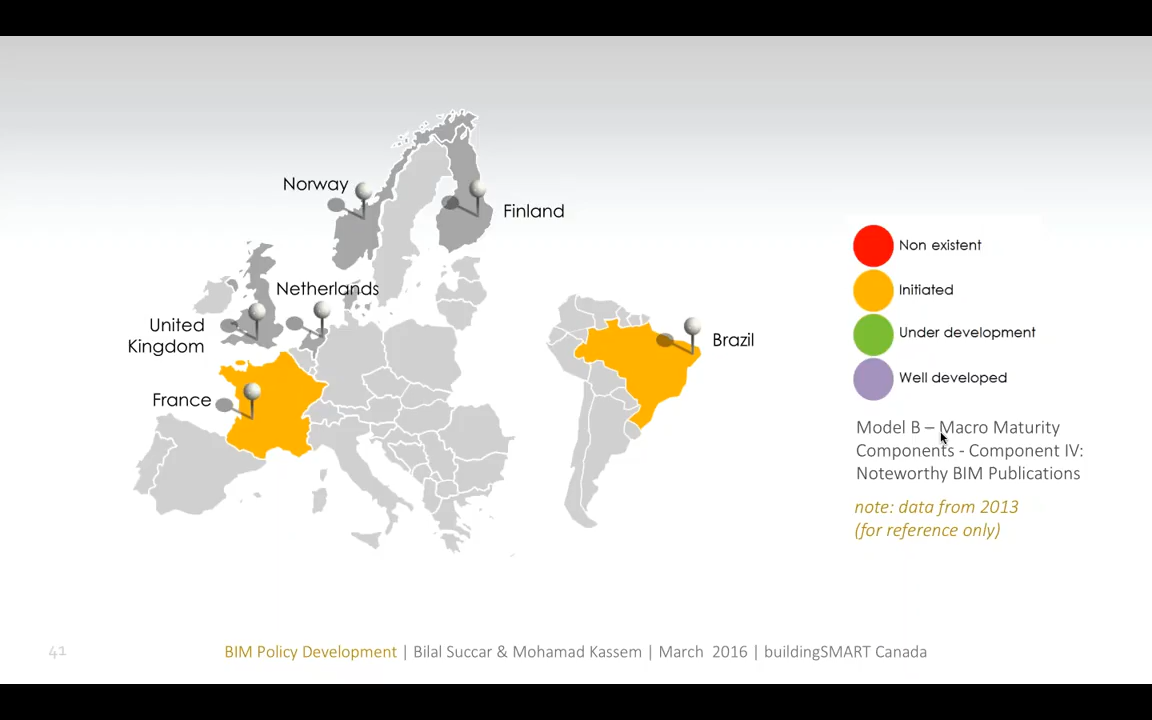 Norway
Finland
Netherlands
United
Kingdom
France
Brazil
Non existent
Initiated
Under development
Well developed
Model B – Macro Maturity
Components - Component IV:
Noteworthy BIM Publications
note: data from 2013
(for reference only)
41
BIM Policy Development | Bilal Succar & Mohamad Kassem | March 2016 | buildingSMART Canada